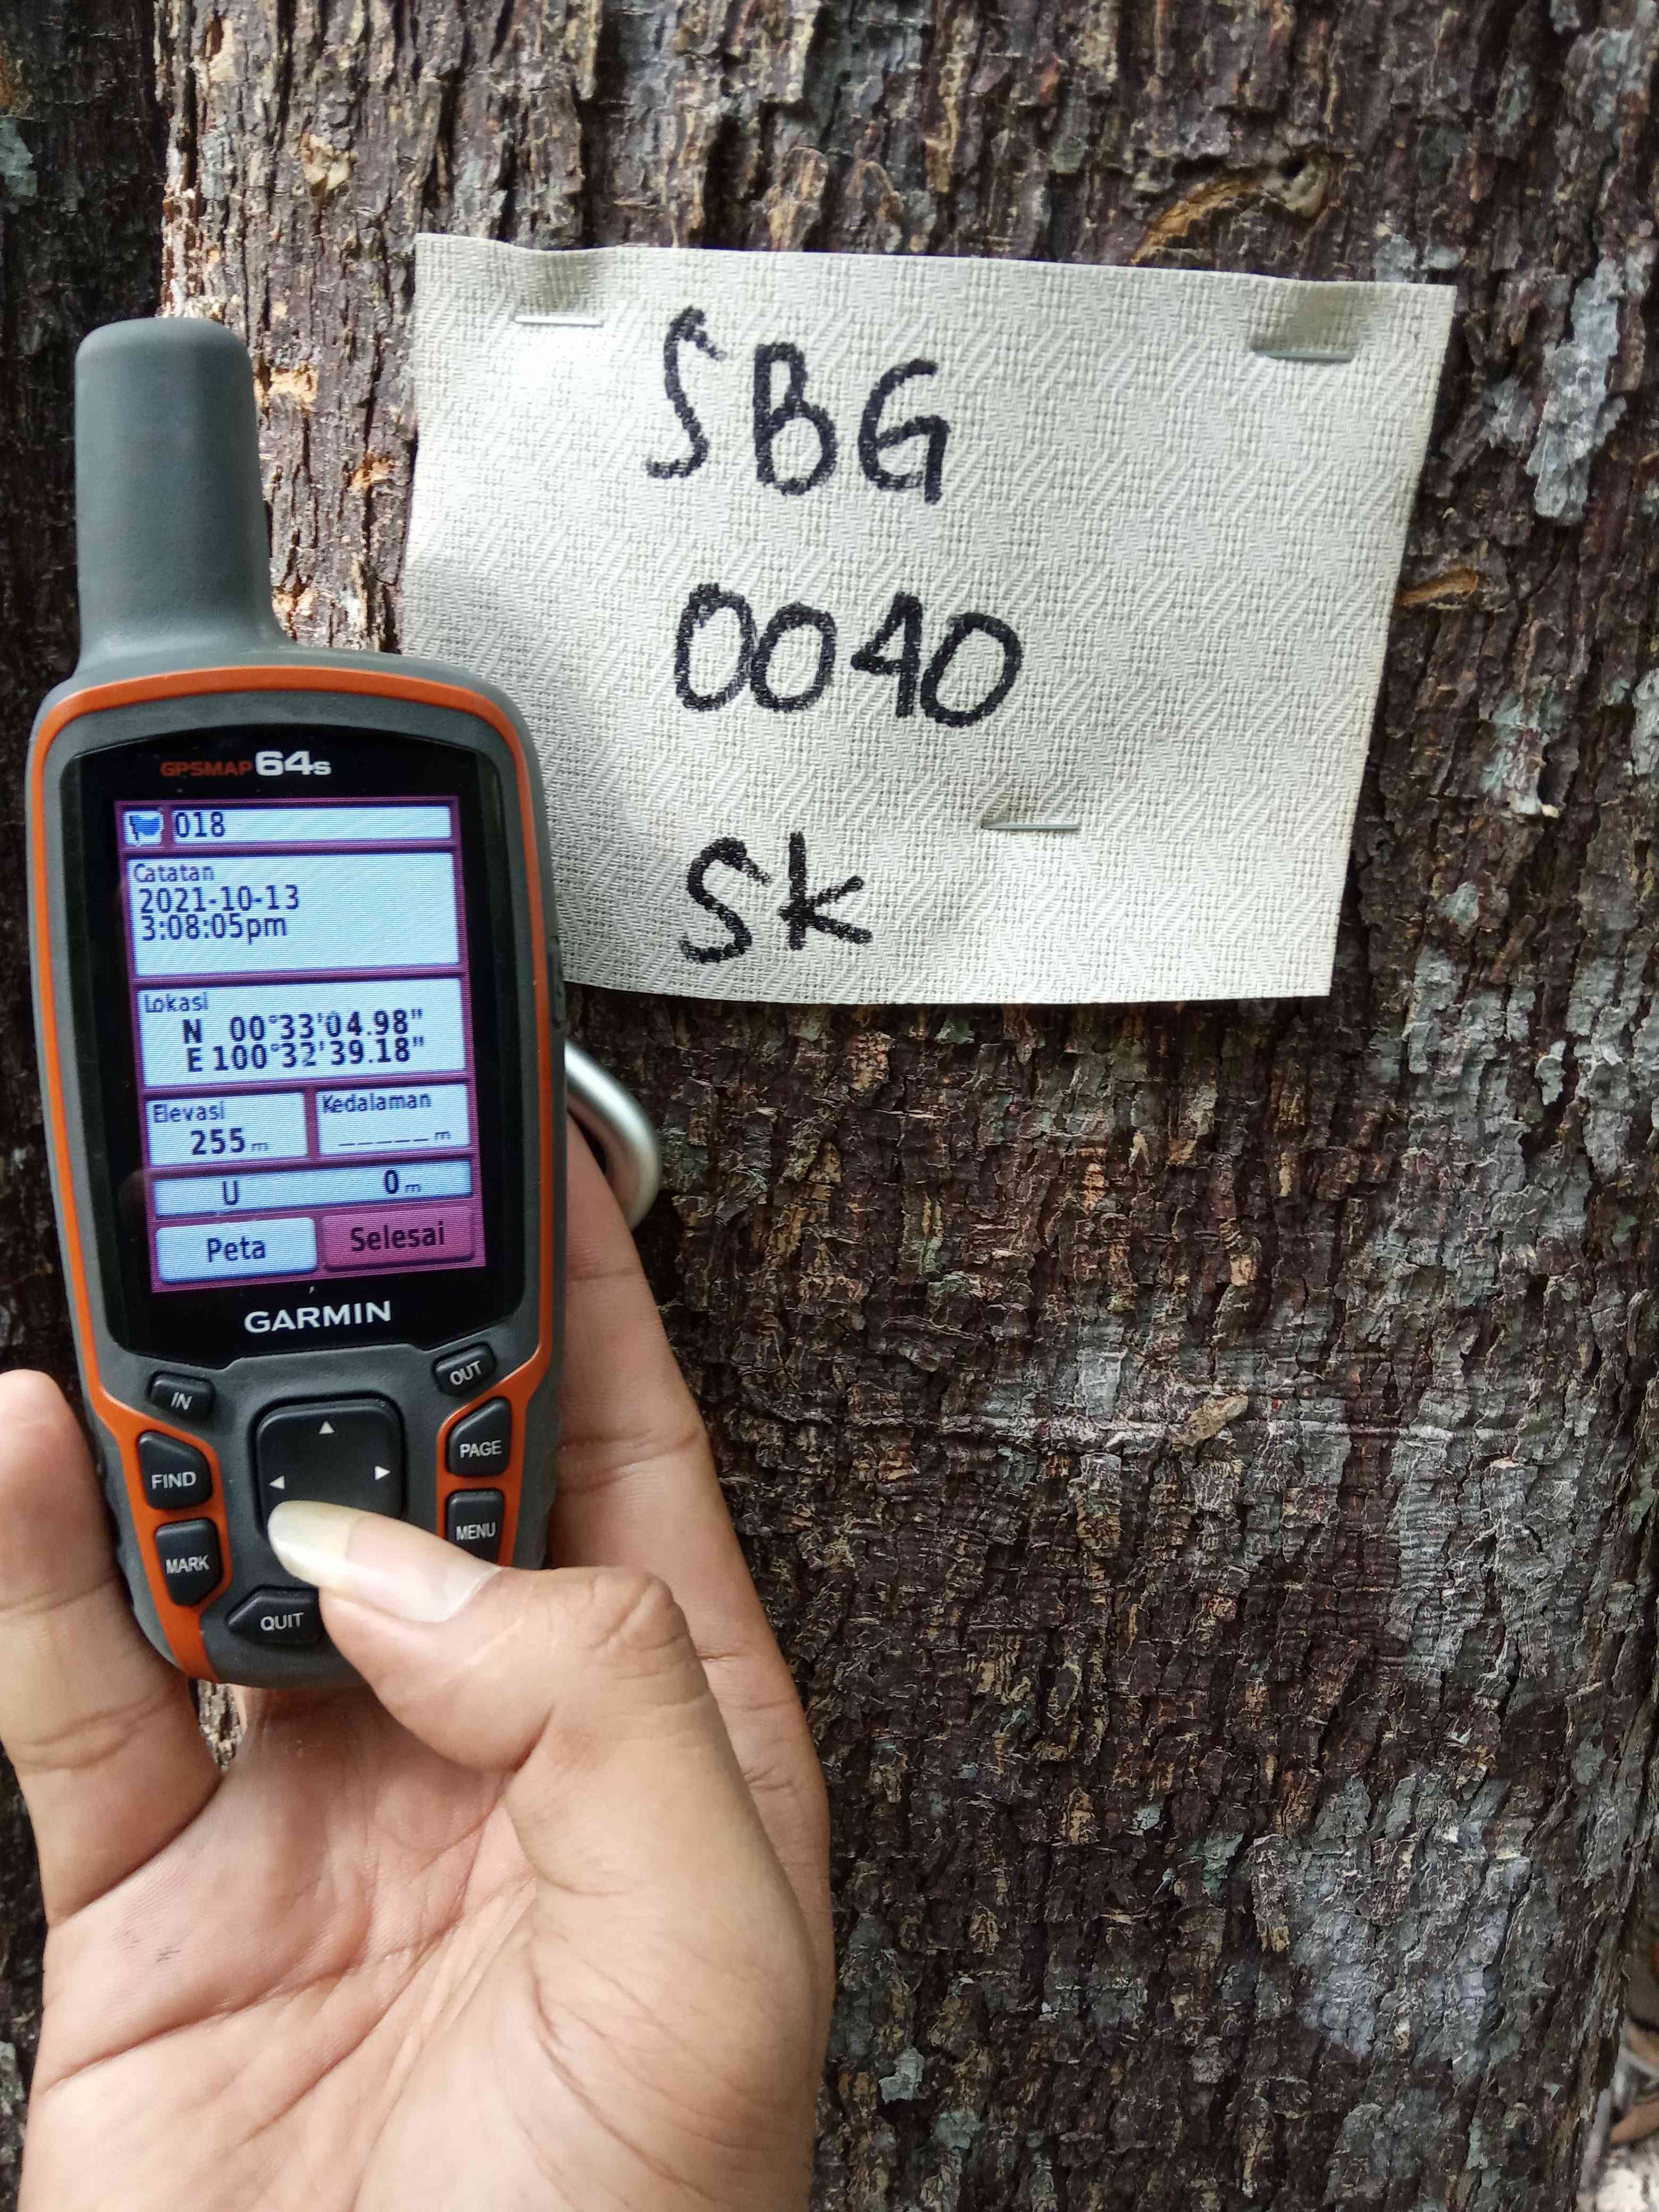 SBG
0040
SK
GPSMAP 64s
018
Catatan
2021-10-13
3:08:05pm
Lokasi
N 00°33'04.98"
E 100°32'39.18"
Elevasi
255 m
Kedalaman
_____ m
U 0 m
Peta
Selesai
GARMIN
IN
OUT
FIND
PAGE
MARK
MENU
QUIT